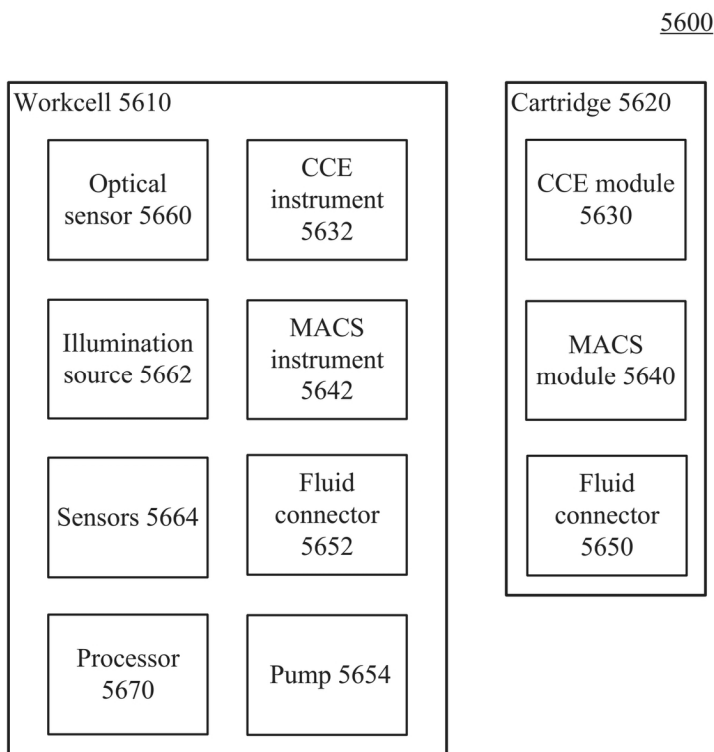 5600
Workcell 5610
Optical
sensor 5660
CCE
instrument
5632
Illumination
source 5662
MACS
instrument
5642
Sensors 5664
Fluid
connector
5652
Processor
5670
Pump 5654
Cartridge 5620
CCE module
5630
MACS
module 5640
Fluid
connector
5650